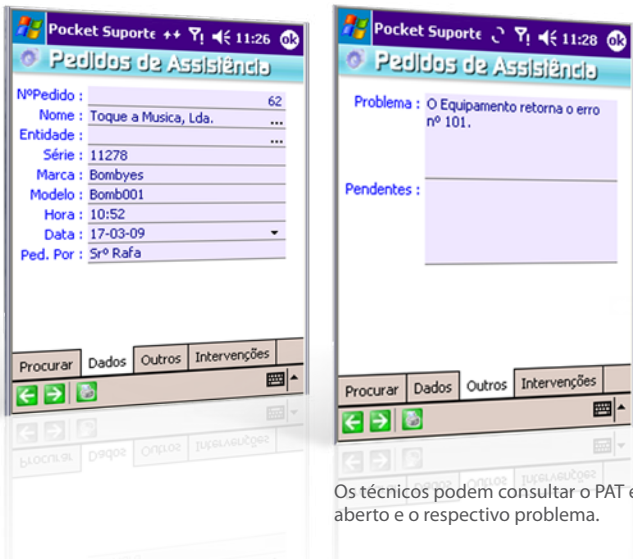 Pocket Suporte 11:26 ok
Pedidos de Assistência
NºPedido : 62
Nome : Toque a Musica, Lda. ...
Entidade : ...
Série : 11278
Marca : Bombyes
Modelo : Bomb001
Hora : 10:52
Data : 17-03-09
Ped. Por : Srº Rafa
Procurar Dados Outros Intervenções
Pocket Suporte 11:28 ok
Pedidos de Assistência
Problema : O Equipamento retorna o erro
nº 101.
Pendentes :
Procurar Dados Outros Intervenções
Os técnicos podem consultar o PAT e
aberto e o respectivo problema.